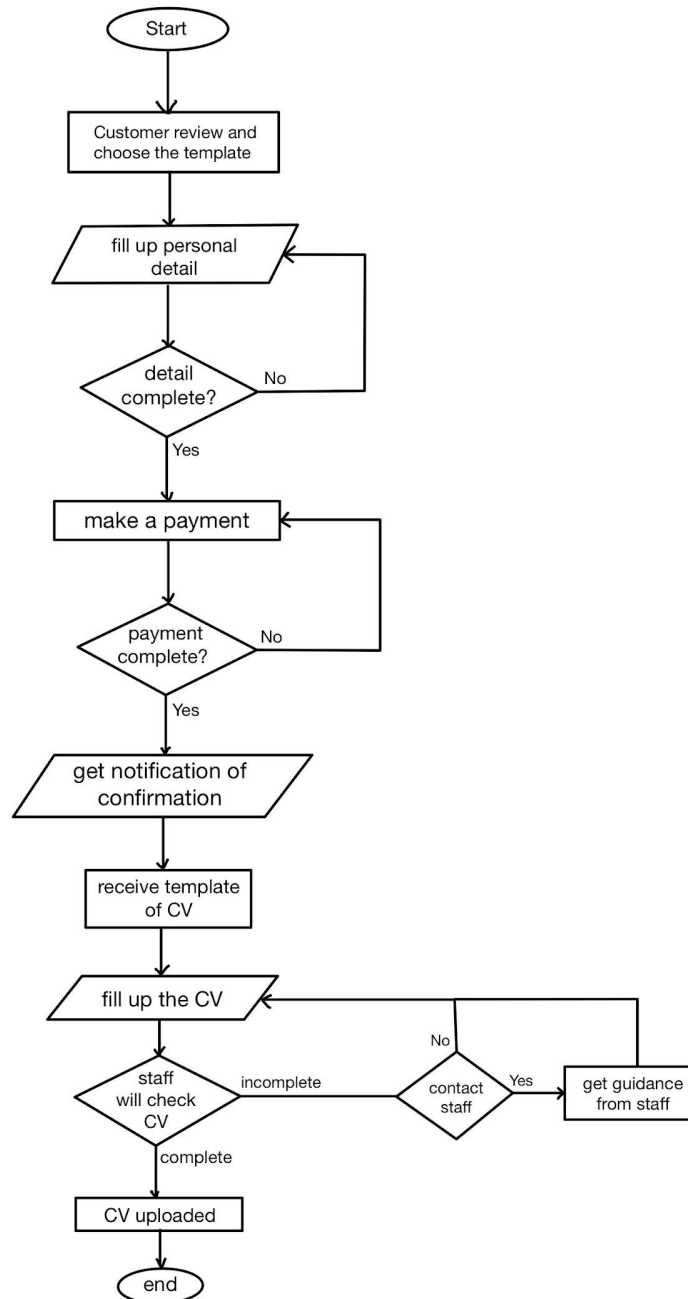 Start
Customer review and
choose the template
fill up personal
detail
detail
complete?
No
Yes
make a payment
payment
complete?
No
Yes
get notification of
confirmation
receive template
of CV
fill up the CV
staff
will check
CV
incomplete
No
contact
staff
Yes
get guidance
from staff
complete
CV uploaded
end